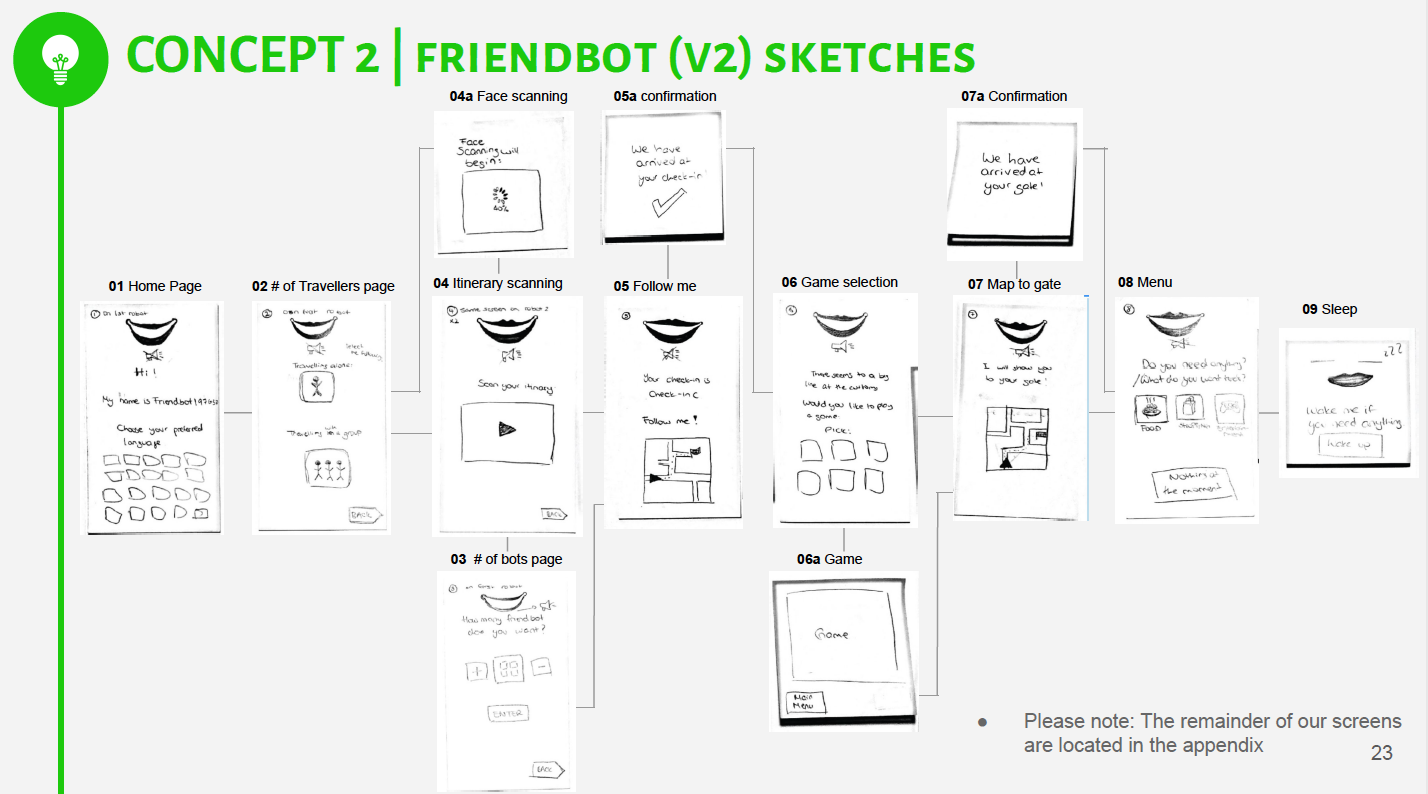 CONCEPT 2 | FRIENDBOT (V2) SKETCHES
04a Face scanning
Face
Scanning will
begin:
40%
05a confirmation
We have
arrived at
your check-in!
07a Confirmation
We have
arrived at
your gate!
01 Home Page
① On 1st robot
Hi!
My name is Friendbot
Choose your preferred
language
02 # of Travellers page
② on first robot
Select
the following
Travelling alone:
Travelling with a group
BACK
04 Itinerary scanning
④ Same screen on robot 2
x2
Scan your itinary
BACK
03 # of bots page
③ on first robot
How many friendbot
do you want?
+
-
ENTER
BACK
05 Follow me
Your check-in is
Check-in C
Follow me!
06 Game selection
There seems to be a big
line at the customs
Would you like to play
a game
PICK:
06a Game
Game
Main
Menu
07 Map to gate
⑦
I will show you
to your gate!
08 Menu
⑧
Do you need anything?
/What do you want to do?
FOOD
Nothing at
the moment
09 Sleep
zZZ
Wake me if
you need anything
Wake up
● Please note: The remainder of our screens
are located in the appendix
23